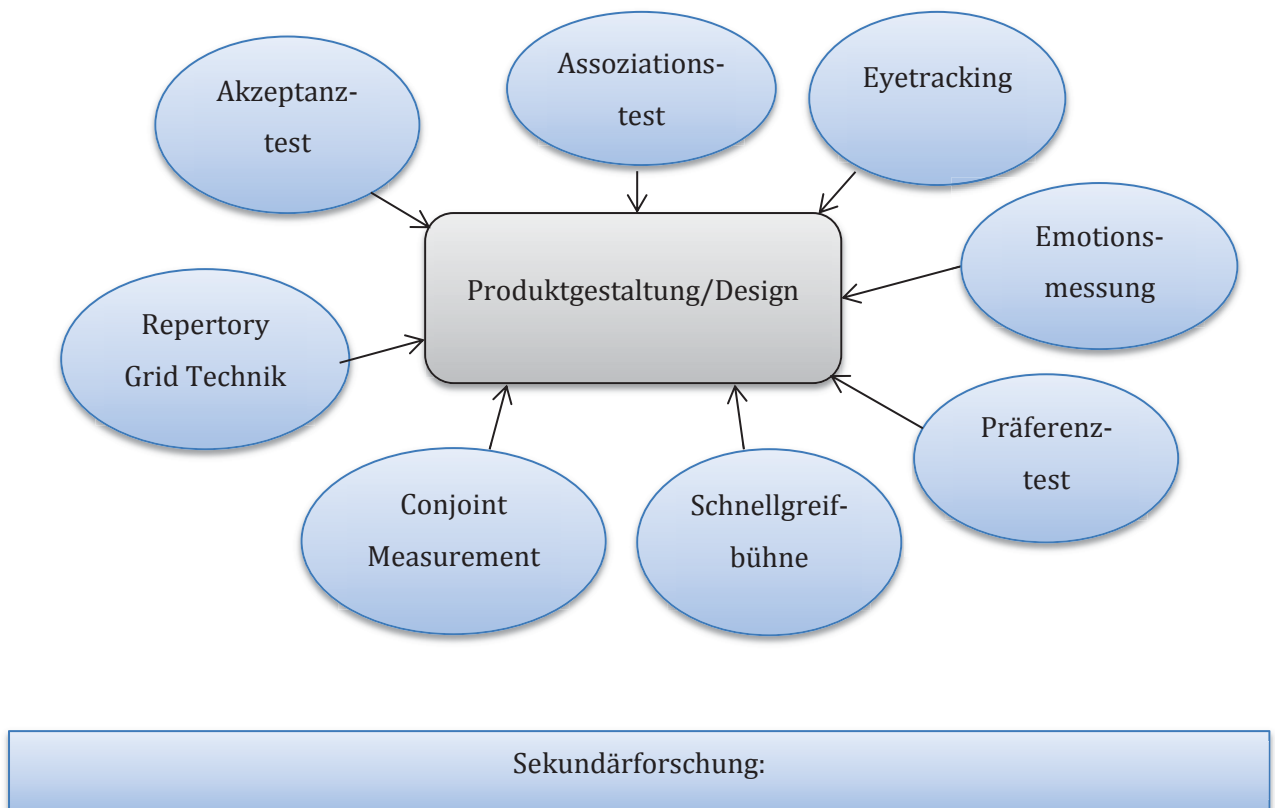 Akzeptanz-
test
Assoziations-
test
Eyetracking
Emotions-
messung
Produktgestaltung/Design
Repertory
Grid Technik
Präferenz-
test
Conjoint
Measurement
Schnellgreif-
bühne
Sekundärforschung: